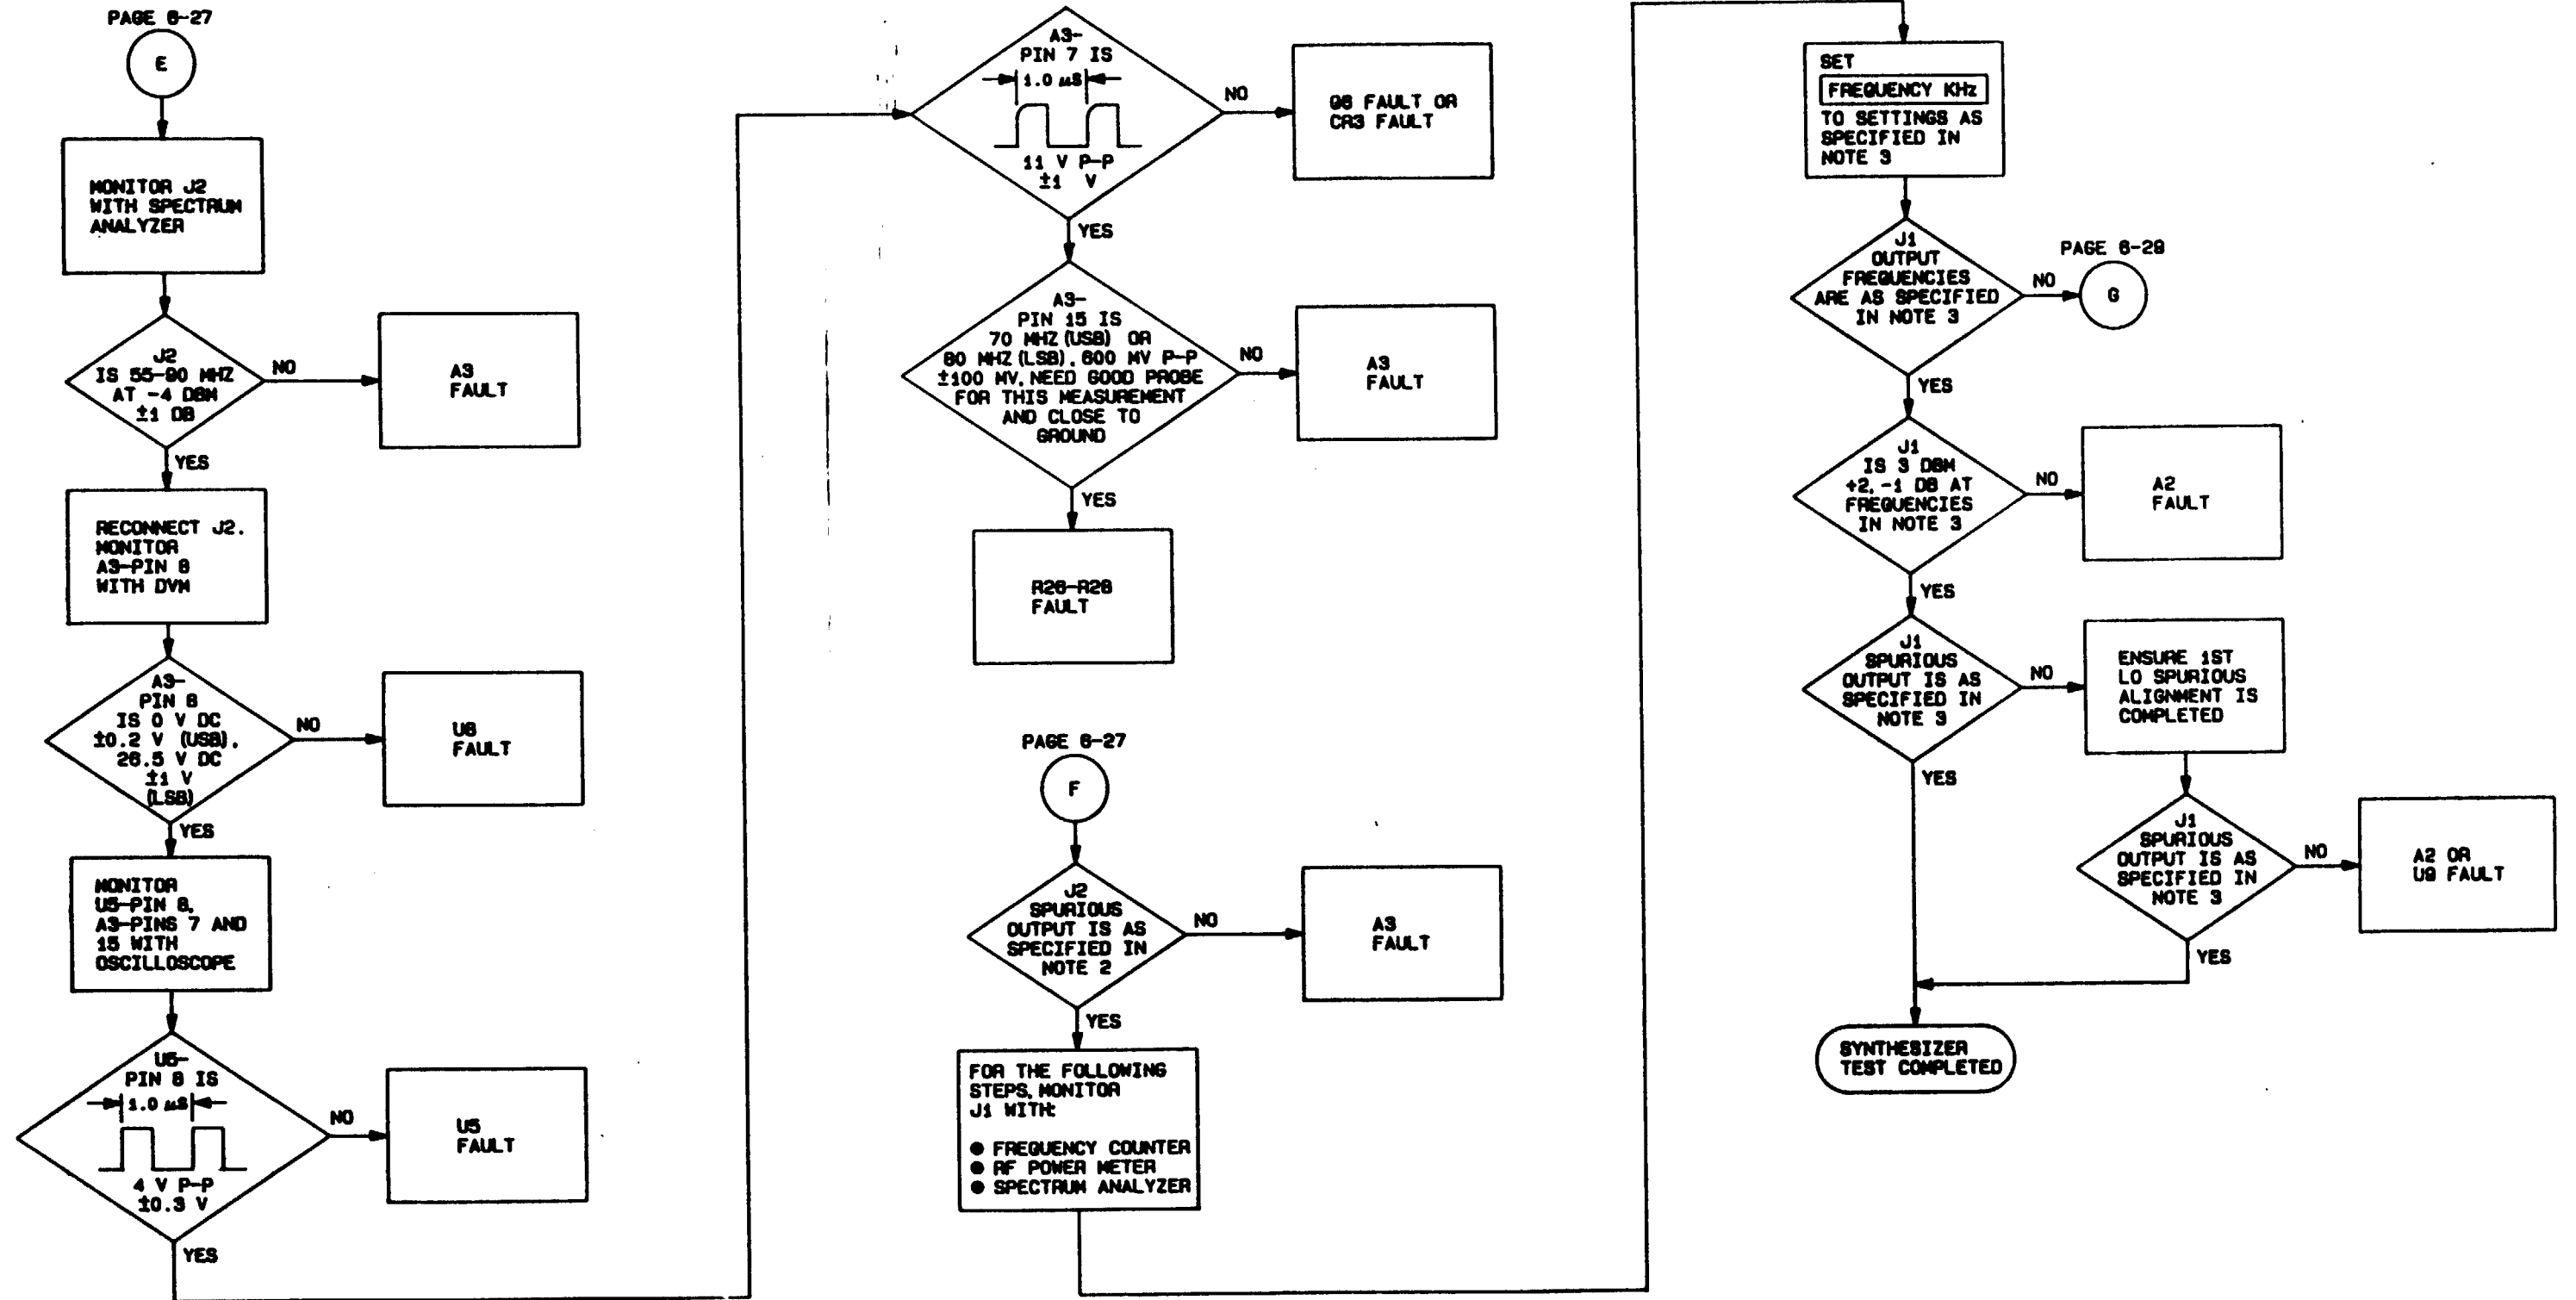 PAGE 6-27
E
MONITOR J2
WITH SPECTRUM
ANALYZER
J2
IS 55-90 MHZ
AT -4 DBM
±1 DB
NO
A3
FAULT
YES
RECONNECT J2.
MONITOR
A3-PIN 8
WITH DVM
A3-
PIN 8
IS 0 V DC
±0.2 V (USB),
26.5 V DC
±1 V
(LSB)
NO
U6
FAULT
YES
MONITOR
U5-PIN 8,
A3-PINS 7 AND
15 WITH
OSCILLOSCOPE
U5-
PIN 8 IS
1.0 µS
4 V P-P
±0.3 V
NO
U5
FAULT
YES
A3-
PIN 7 IS
1.0 µS
11 V P-P
±1 V
NO
Q6 FAULT OR
CR3 FAULT
YES
A3-
PIN 15 IS
70 MHZ (USB) OR
80 MHZ (LSB), 600 MV P-P
±100 MV, NEED GOOD PROBE
FOR THIS MEASUREMENT
AND CLOSE TO
GROUND
NO
A3
FAULT
YES
R26-R28
FAULT
PAGE 6-27
F
J2
SPURIOUS
OUTPUT IS AS
SPECIFIED IN
NOTE 2
NO
A3
FAULT
YES
FOR THE FOLLOWING
STEPS, MONITOR
J1 WITH:
● FREQUENCY COUNTER
● RF POWER METER
● SPECTRUM ANALYZER
SET
FREQUENCY KHz
TO SETTINGS AS
SPECIFIED IN
NOTE 3
J1
OUTPUT
FREQUENCIES
ARE AS SPECIFIED
IN NOTE 3
NO
PAGE 6-29
G
YES
J1
IS 3 DBM
+2, -1 DB AT
FREQUENCIES
IN NOTE 3
NO
A2
FAULT
YES
J1
SPURIOUS
OUTPUT IS AS
SPECIFIED IN
NOTE 3
NO
ENSURE 1ST
LO SPURIOUS
ALIGNMENT IS
COMPLETED
YES
J1
SPURIOUS
OUTPUT IS AS
SPECIFIED IN
NOTE 3
NO
A2 OR
U9 FAULT
YES
SYNTHESIZER
TEST COMPLETED